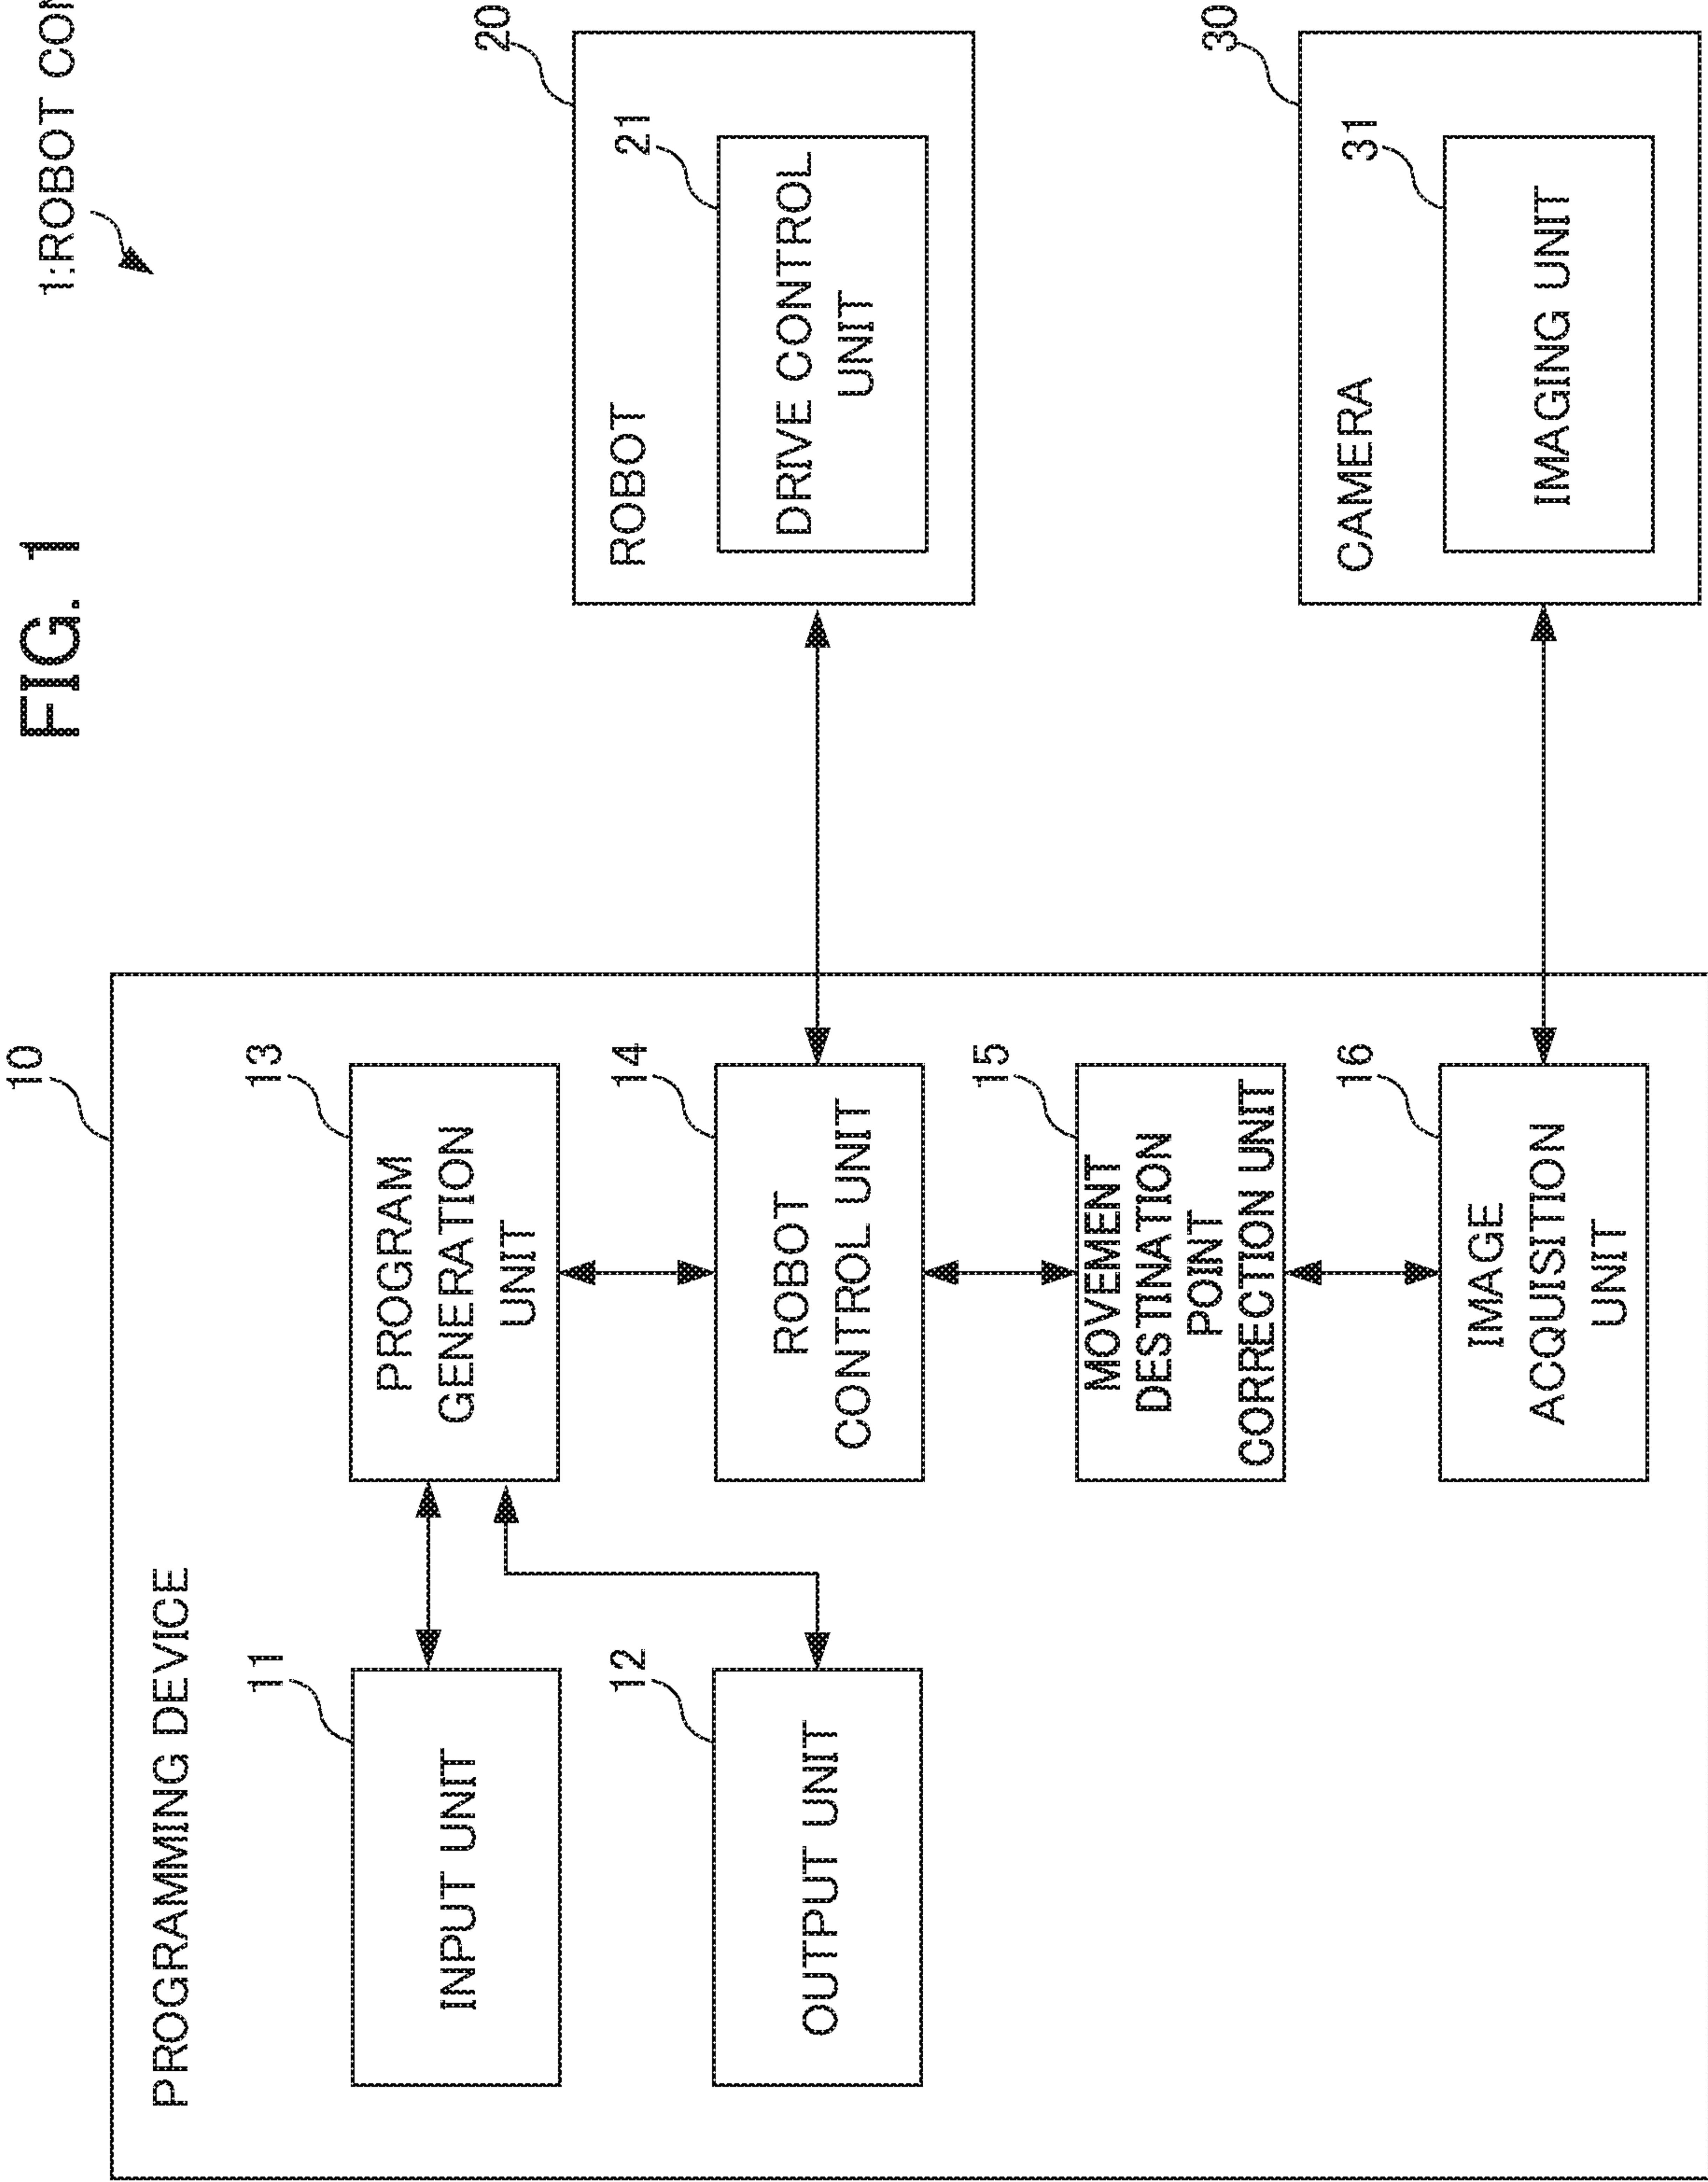 FIG. 1
1:ROBOT
10
PROGRAMMING DEVICE
11
INPUT UNIT
12
OUTPUT UNIT
13
PROGRAM
GENERATION
UNIT
14
ROBOT
CONTROL UNIT
15
MOVEMENT
DESTINATION
POINT
CORRECTION UNIT
16
IMAGE
ACQUISITION
UNIT
20
ROBOT
21
DRIVE CONTROL
UNIT
30
CAMERA
31
IMAGING UNIT